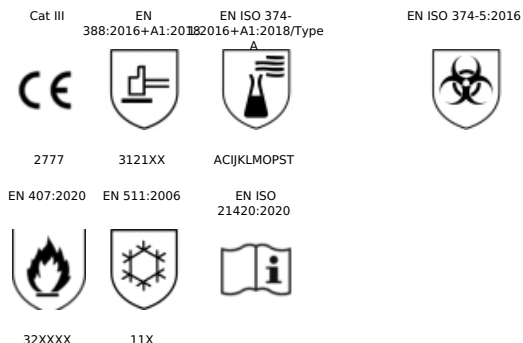 Cat III
EN
388:2016+A1:2018
EN ISO 374-
1:2016+A1:2018/Type
A
EN ISO 374-5:2016
CE
i
2777
3121XX
ACIJKLMOPST
EN 407:2020
EN 511:2006
EN ISO
21420:2020
i
32XXXX
11X